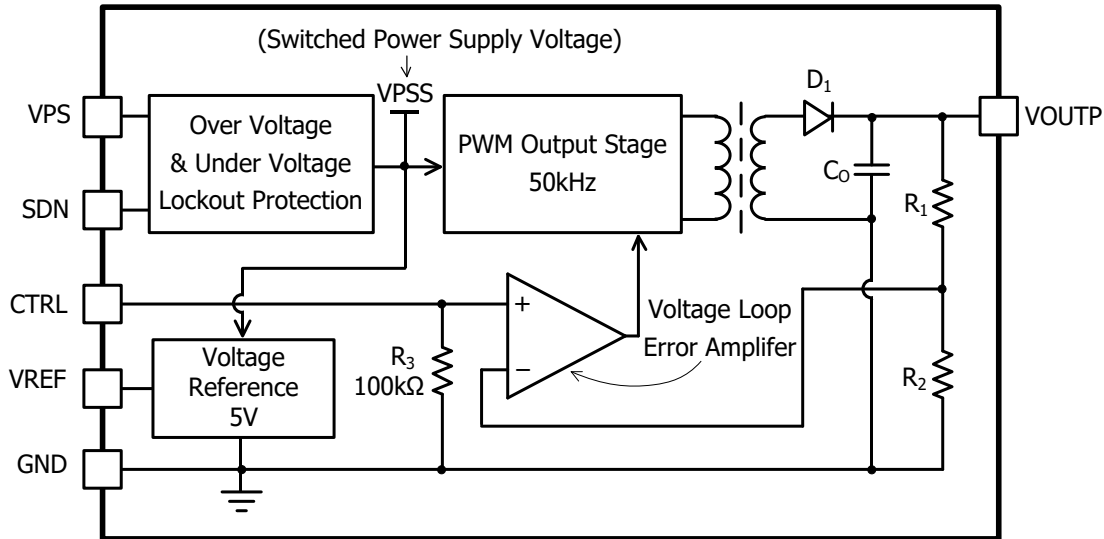 (Switched Power Supply Voltage)
VPSS
D1
VPS
Over Voltage
& Under Voltage
Lockout Protection
PWM Output Stage
50kHz
VOUTP
CO
SDN
R1
CTRL
+
Voltage Loop
Error Amplifer
R3
100kΩ
−
R2
VREF
Voltage
Reference
5V
GND